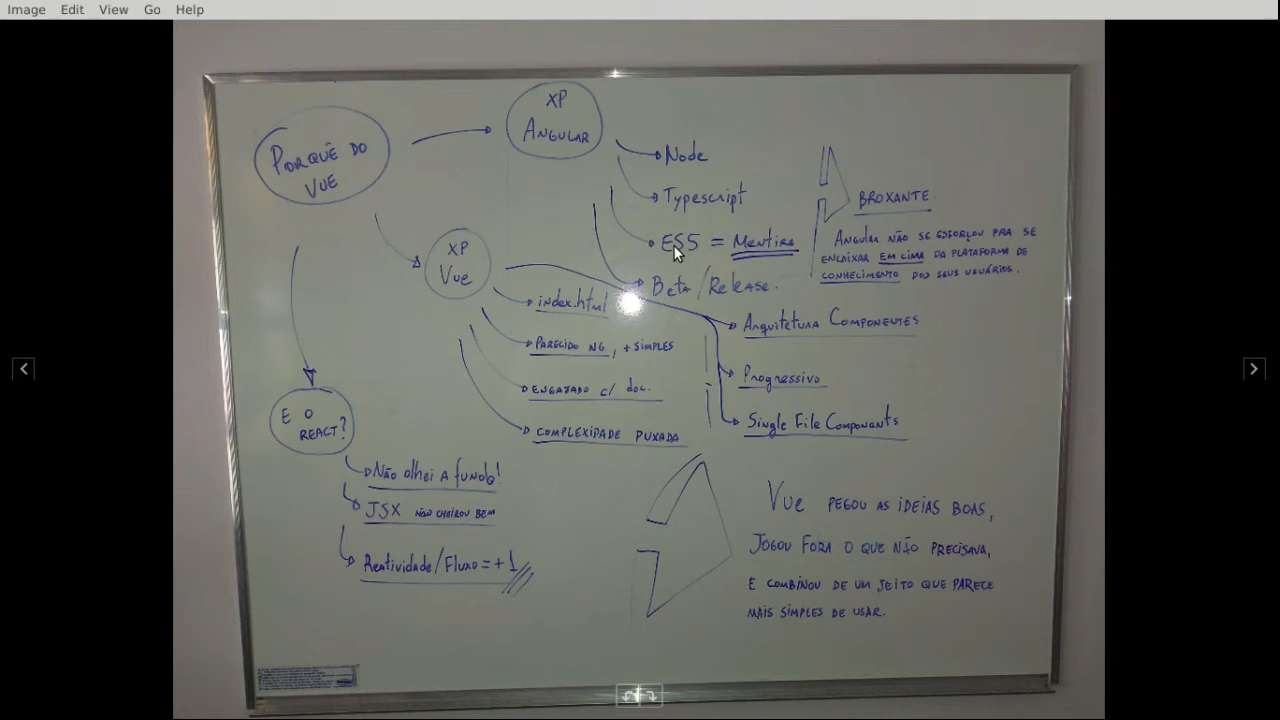 Image Edit View Go Help
PORQUÊ DO
VUE
XP
ANGULAR
Node
Typescript
ES5 = Mentira
Beta / Release.
BROXANTE
ANGULAR NÃO SE ESFORÇOU PRA SE
ENCAIXAR EM CIMA DA PLATAFORMA DE
CONHECIMENTO DOS SEUS USUÁRIOS.
XP
Vue
index.html
PARECIDO NG, + SIMPLES
ENGAJADO C/ DOC.
COMPLEXIDADE PUXADA
Arquitetura Componentes
Progressivo
Single File Components
E O
REACT?
Não olhei A fundo!
JSX NÃO CHEIROU BEM
Reatividade/Fluxo = +1
VUE PEGOU AS IDEIAS BOAS,
JOGOU FORA O QUE NÃO PRECISAVA,
E COMBINOU DE UM JEITO QUE PARECE
MAIS SIMPLES DE USAR.